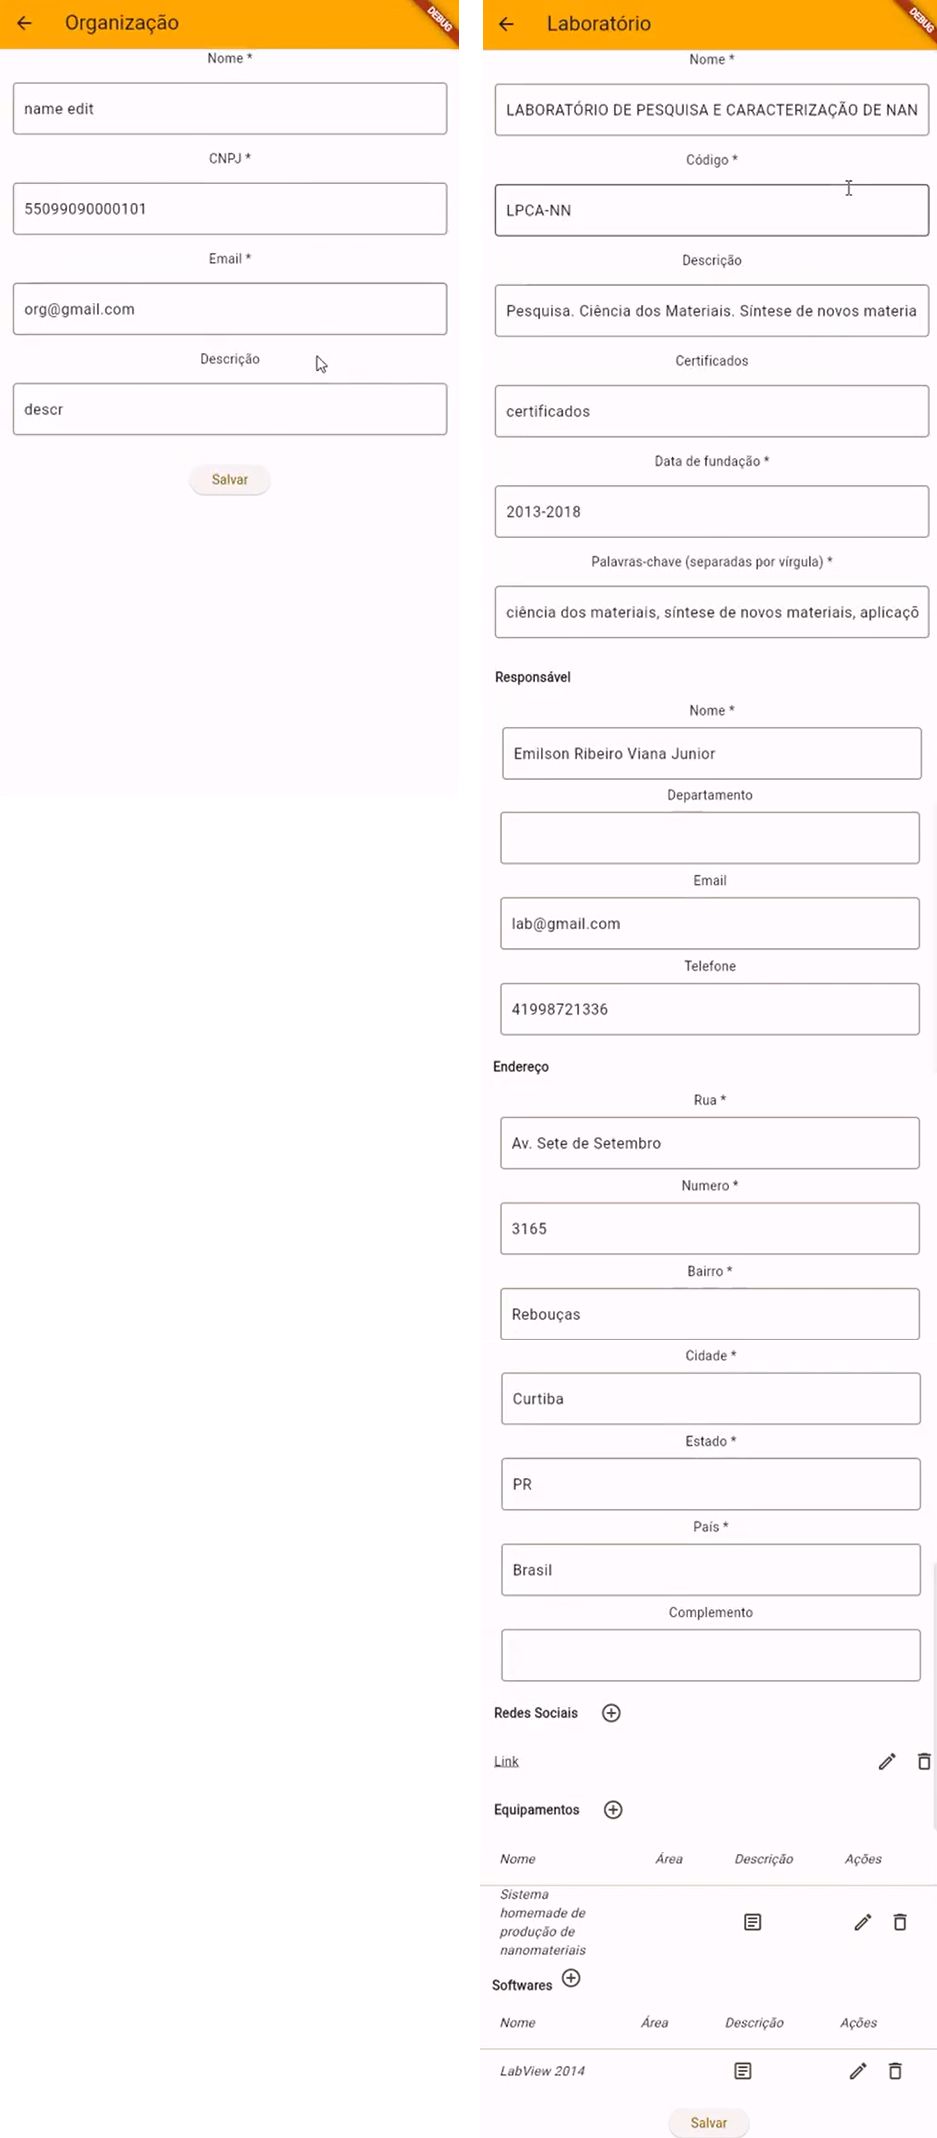 Organização
DEBUG
Nome *
name edit
CNPJ *
55099090000101
Email *
org@gmail.com
Descrição
descr
Salvar
Laboratório
DEBUG
Nome *
LABORATÓRIO DE PESQUISA E CARACTERIZAÇÃO DE NAN
Código *
LPCA-NN
Descrição
Pesquisa. Ciência dos Materiais. Síntese de novos materia
Certificados
certificados
Data de fundação *
2013-2018
Palavras-chave (separadas por vírgula) *
ciência dos materiais, síntese de novos materiais, aplicaçõ
Responsável
Nome *
Emilson Ribeiro Viana Junior
Departamento
Email
lab@gmail.com
Telefone
41998721336
Endereço
Rua *
Av. Sete de Setembro
Numero *
3165
Bairro *
Rebouças
Cidade *
Curtiba
Estado *
PR
País *
Brasil
Complemento
Redes Sociais
Link
Equipamentos
Nome Área Descrição Ações
Sistema
homemade de
produção de
nanomateriais
Softwares
Nome Área Descrição Ações
LabView 2014
Salvar